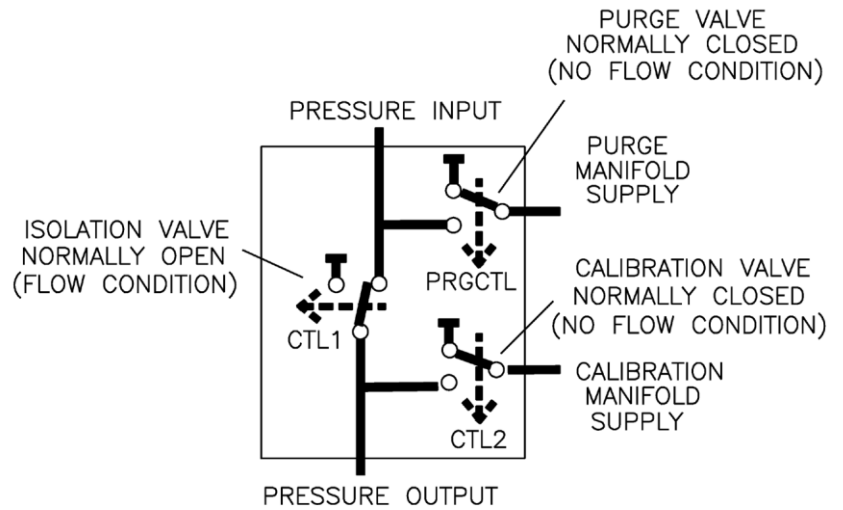 PURGE VALVE
NORMALLY CLOSED
(NO FLOW CONDITION)
PRESSURE INPUT
PURGE
MANIFOLD
SUPPLY
ISOLATION VALVE
NORMALLY OPEN
(FLOW CONDITION)
PRGCTL
CALIBRATION VALVE
NORMALLY CLOSED
(NO FLOW CONDITION)
CTL1
CALIBRATION
MANIFOLD
SUPPLY
CTL2
PRESSURE OUTPUT